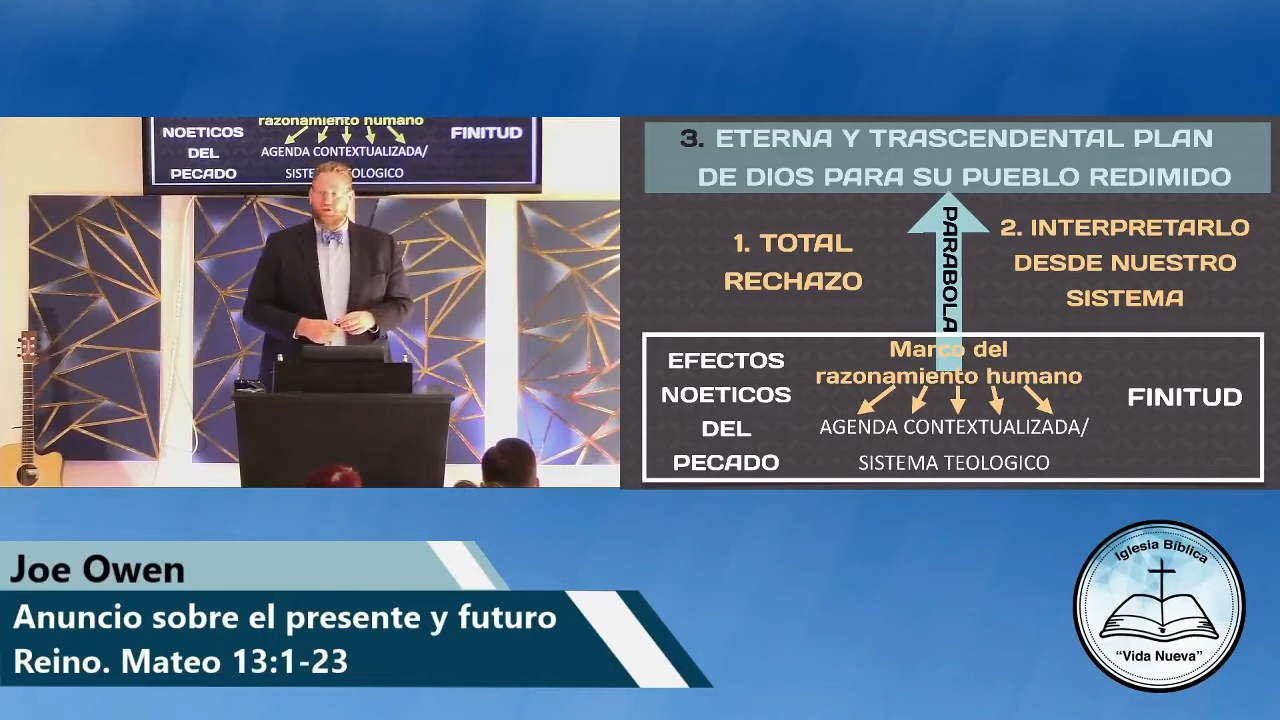 razonamiento humano
NOETICOS
DEL
PECADO
AGENDA CONTEXTUALIZADA/
FINITUD
3. ETERNA Y TRASCENDENTAL PLAN
DE DIOS PARA SU PUEBLO REDIMIDO
1. TOTAL
RECHAZO
PARABOLA
2. INTERPRETARLO
DESDE NUESTRO
SISTEMA
EFECTOS
NOETICOS
DEL
PECADO
Marco del
razonamiento humano
AGENDA CONTEXTUALIZADA/
SISTEMA TEOLOGICO
FINITUD
Joe Owen
Anuncio sobre el presente y futuro
Reino. Mateo 13:1-23
Iglesia Bíblica
“Vida Nueva”